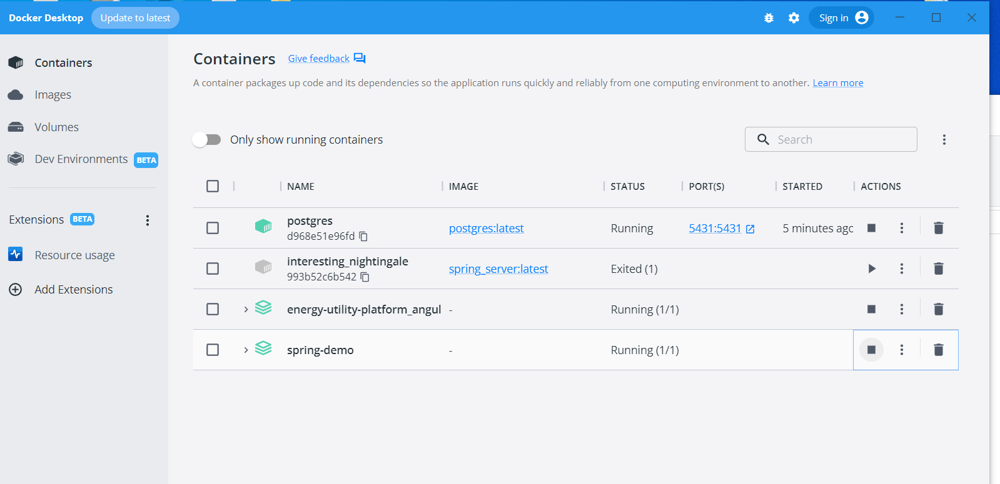 Docker Desktop Update to latest Sign in
Containers
Images
Volumes
Dev Environments BETA
Extensions BETA
Resource usage
Add Extensions
Containers Give feedback
A container packages up code and its dependencies so the application runs quickly and reliably from one computing environment to another. Learn more
Only show running containers Search
NAME IMAGE STATUS PORT(S) STARTED ACTIONS
postgres
d968e51e96fd postgres:latest Running 5431:5431 5 minutes agc
interesting_nightingale
993b52c6b542 spring_server:latest Exited (1)
energy-utility-platform_angul - Running (1/1)
spring-demo - Running (1/1)